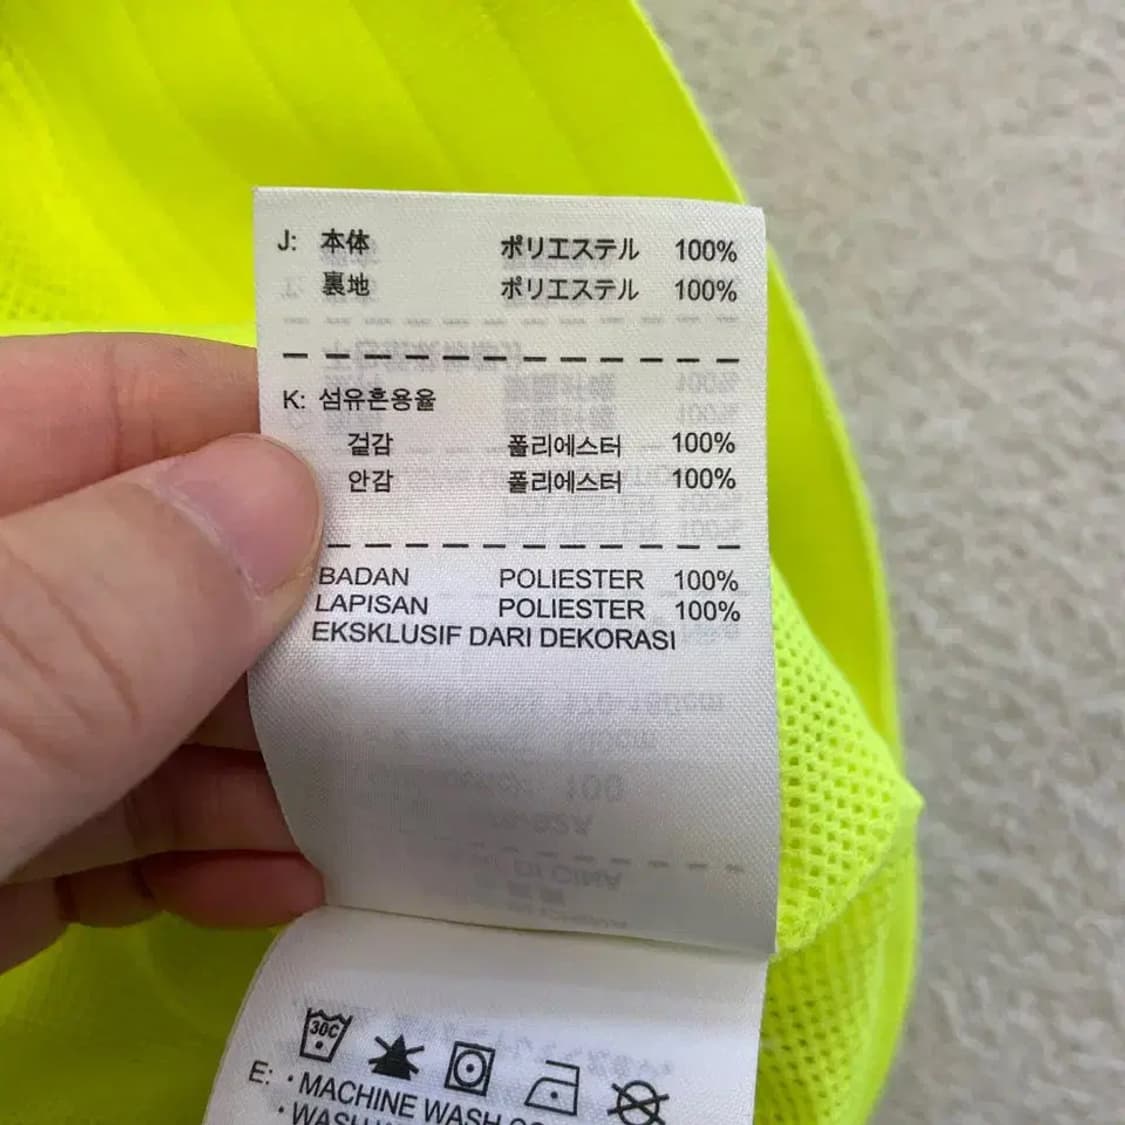 J: 本体 ポリエステル 100%
裏地 ポリエステル 100%
K: 섬유혼용율
겉감 폴리에스터 100%
안감 폴리에스터 100%
BADAN POLIESTER 100%
LAPISAN POLIESTER 100%
EKSKLUSIF DARI DEKORASI
30C
E: · MACHINE WASH
· WASH